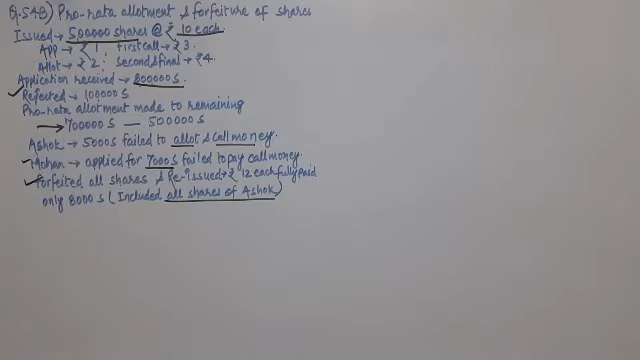 Q.548) Pro-rata allotment & forfeiture of shares
Issued → 500000 shares @ ₹ 10 each
App → ₹ 1 First call → ₹ 3.
Allot → ₹ 2 Second & final → ₹ 4.
Application received → 800000 S
Rejected → 100000 S
Pro-rata allotment made to remaining
→ 700000 S — 500000 S
Ashok → 5000 S failed to allot & call money.
Mohan → applied for 7000 S failed to pay call money.
Forfeited all shares & Re-issued → ₹ 12 each fully paid
only 8000 S (Included all shares of Ashok)